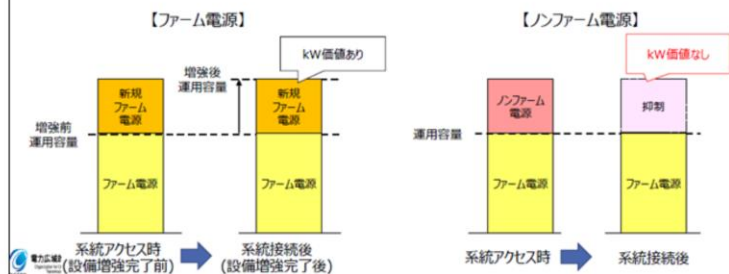 【ファーム電源】
kW価値あり
増強後
運用容量
新規
ファーム
電源
新規
ファーム
電源
増強前
運用容量
ファーム電源
ファーム電源
系統アクセス時
(設備増強完了前)
系統接続後
(設備増強完了後)
【ノンファーム電源】
kW価値なし
ノンファーム
電源
抑制
運用容量
ファーム電源
ファーム電源
系統アクセス時
系統接続後